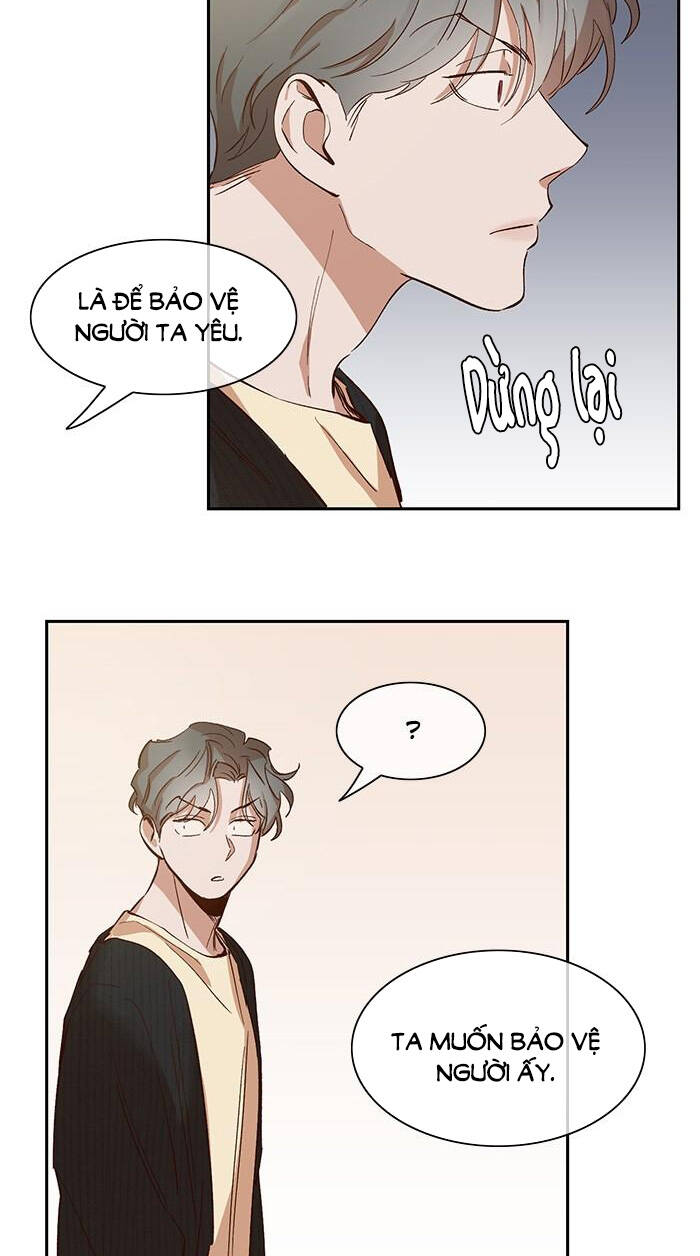 LÀ ĐỂ BẢO VỆ
NGƯỜI TA YÊU.
Dừng lại
?
TA MUỐN BẢO VỆ
NGƯỜI ẤY.